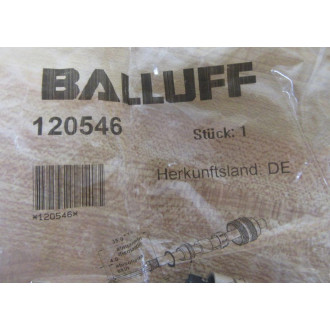 BALLUFF
120546
Stück: 1
*120546*
Herkunftsland: DE